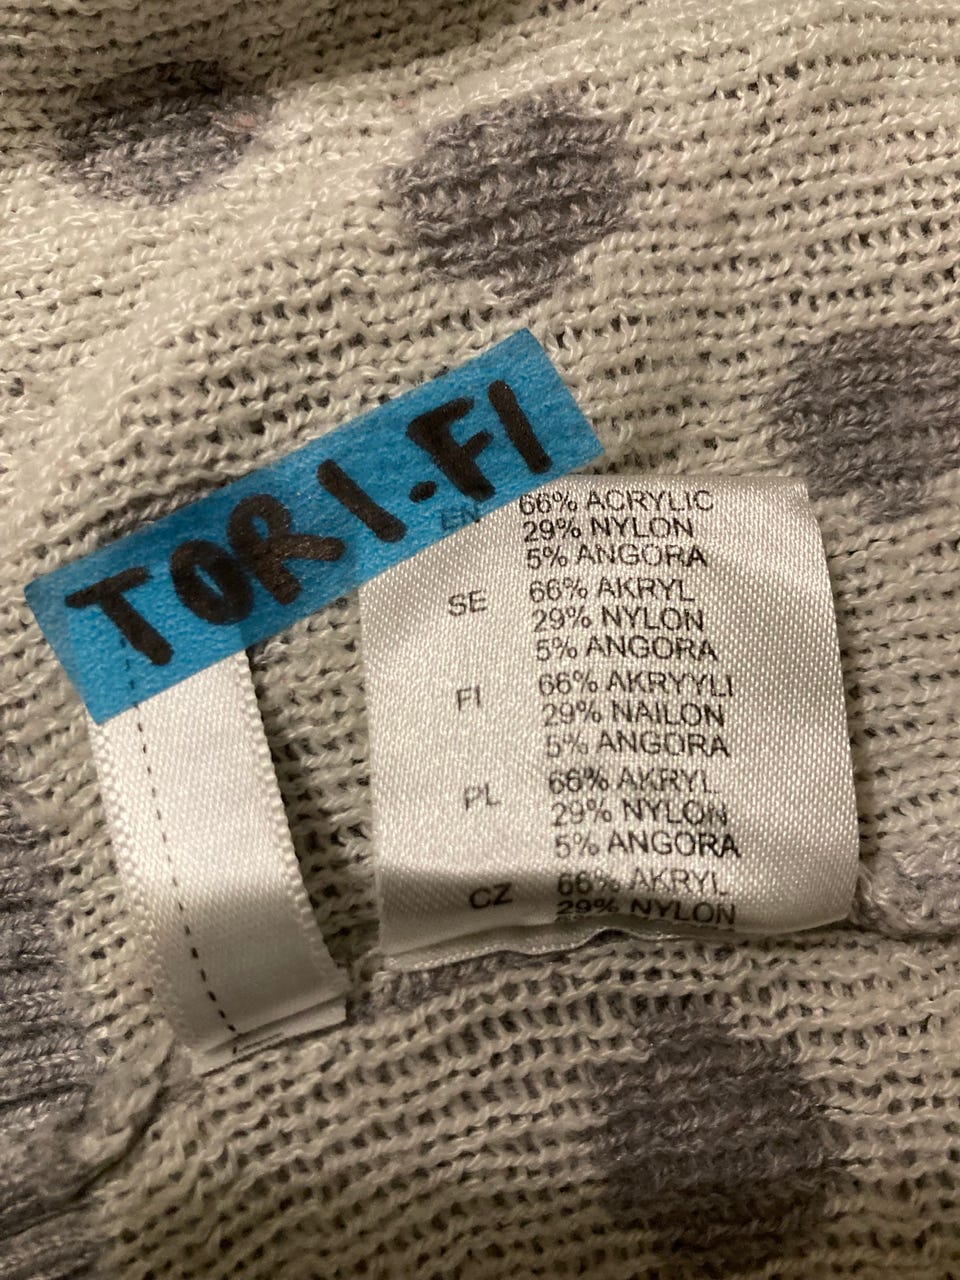 TORI-FI
EN 66% ACRYLIC
29% NYLON
5% ANGORA
SE 66% AKRYL
29% NYLON
5% ANGORA
FI 66% AKRYYLI
29% NAILON
5% ANGORA
PL 66% AKRYL
29% NYLON
5% ANGORA
CZ 66% AKRYL
29% NYLON